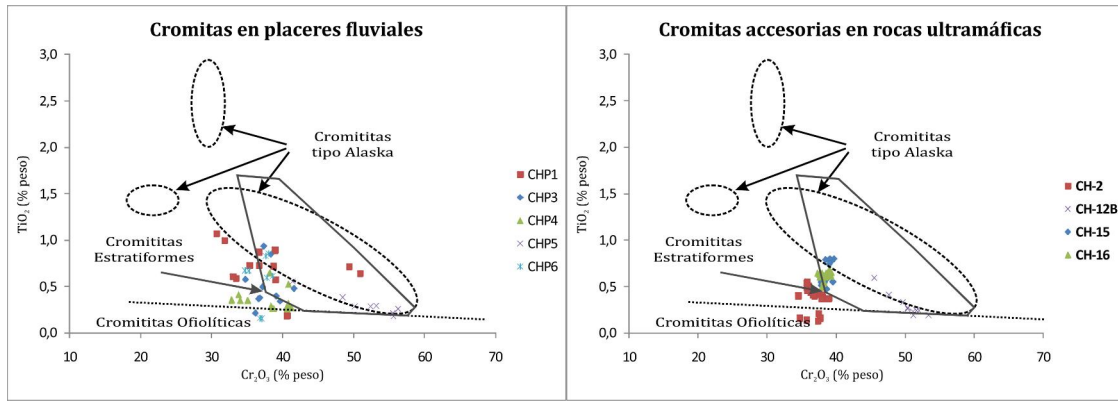 Cromitas en placeres fluviales
TiO₂ (% peso)
3,0
2,5
2,0
1,5
1,0
0,5
0,0
Cromititas
tipo Alaska
Cromititas
Estratiformes
Cromititas Ofiolíticas
10
20
30
40
50
60
70
Cr₂O₃ (% peso)
CHP1
CHP3
CHP4
CHP5
CHP6
Cromitas accesorias en rocas ultramáficas
TiO₂ (% peso)
3,0
2,5
2,0
1,5
1,0
0,5
0,0
Cromititas
tipo Alaska
Cromititas
Estratiformes
Cromititas Ofiolíticas
10
20
30
40
50
60
70
Cr₂O₃ (% peso)
CH-2
CH-12B
CH-15
CH-16